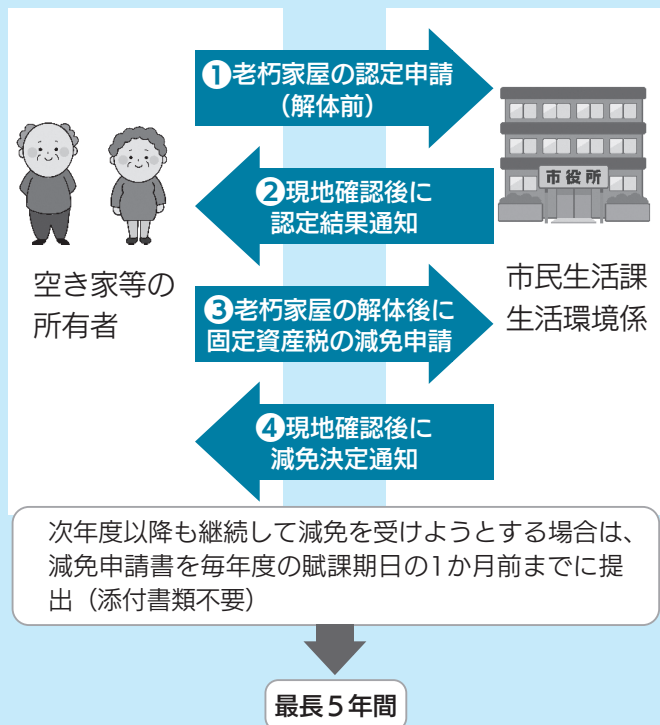 ❶老朽家屋の認定申請
（解体前）
市役所
❷現地確認後に
認定結果通知
空き家等の
所有者
市民生活課
生活環境係
❸老朽家屋の解体後に
固定資産税の減免申請
❹現地確認後に
減免決定通知
次年度以降も継続して減免を受けようとする場合は、
減免申請書を毎年度の賦課期日の1か月前までに提
出（添付書類不要）
最長５年間